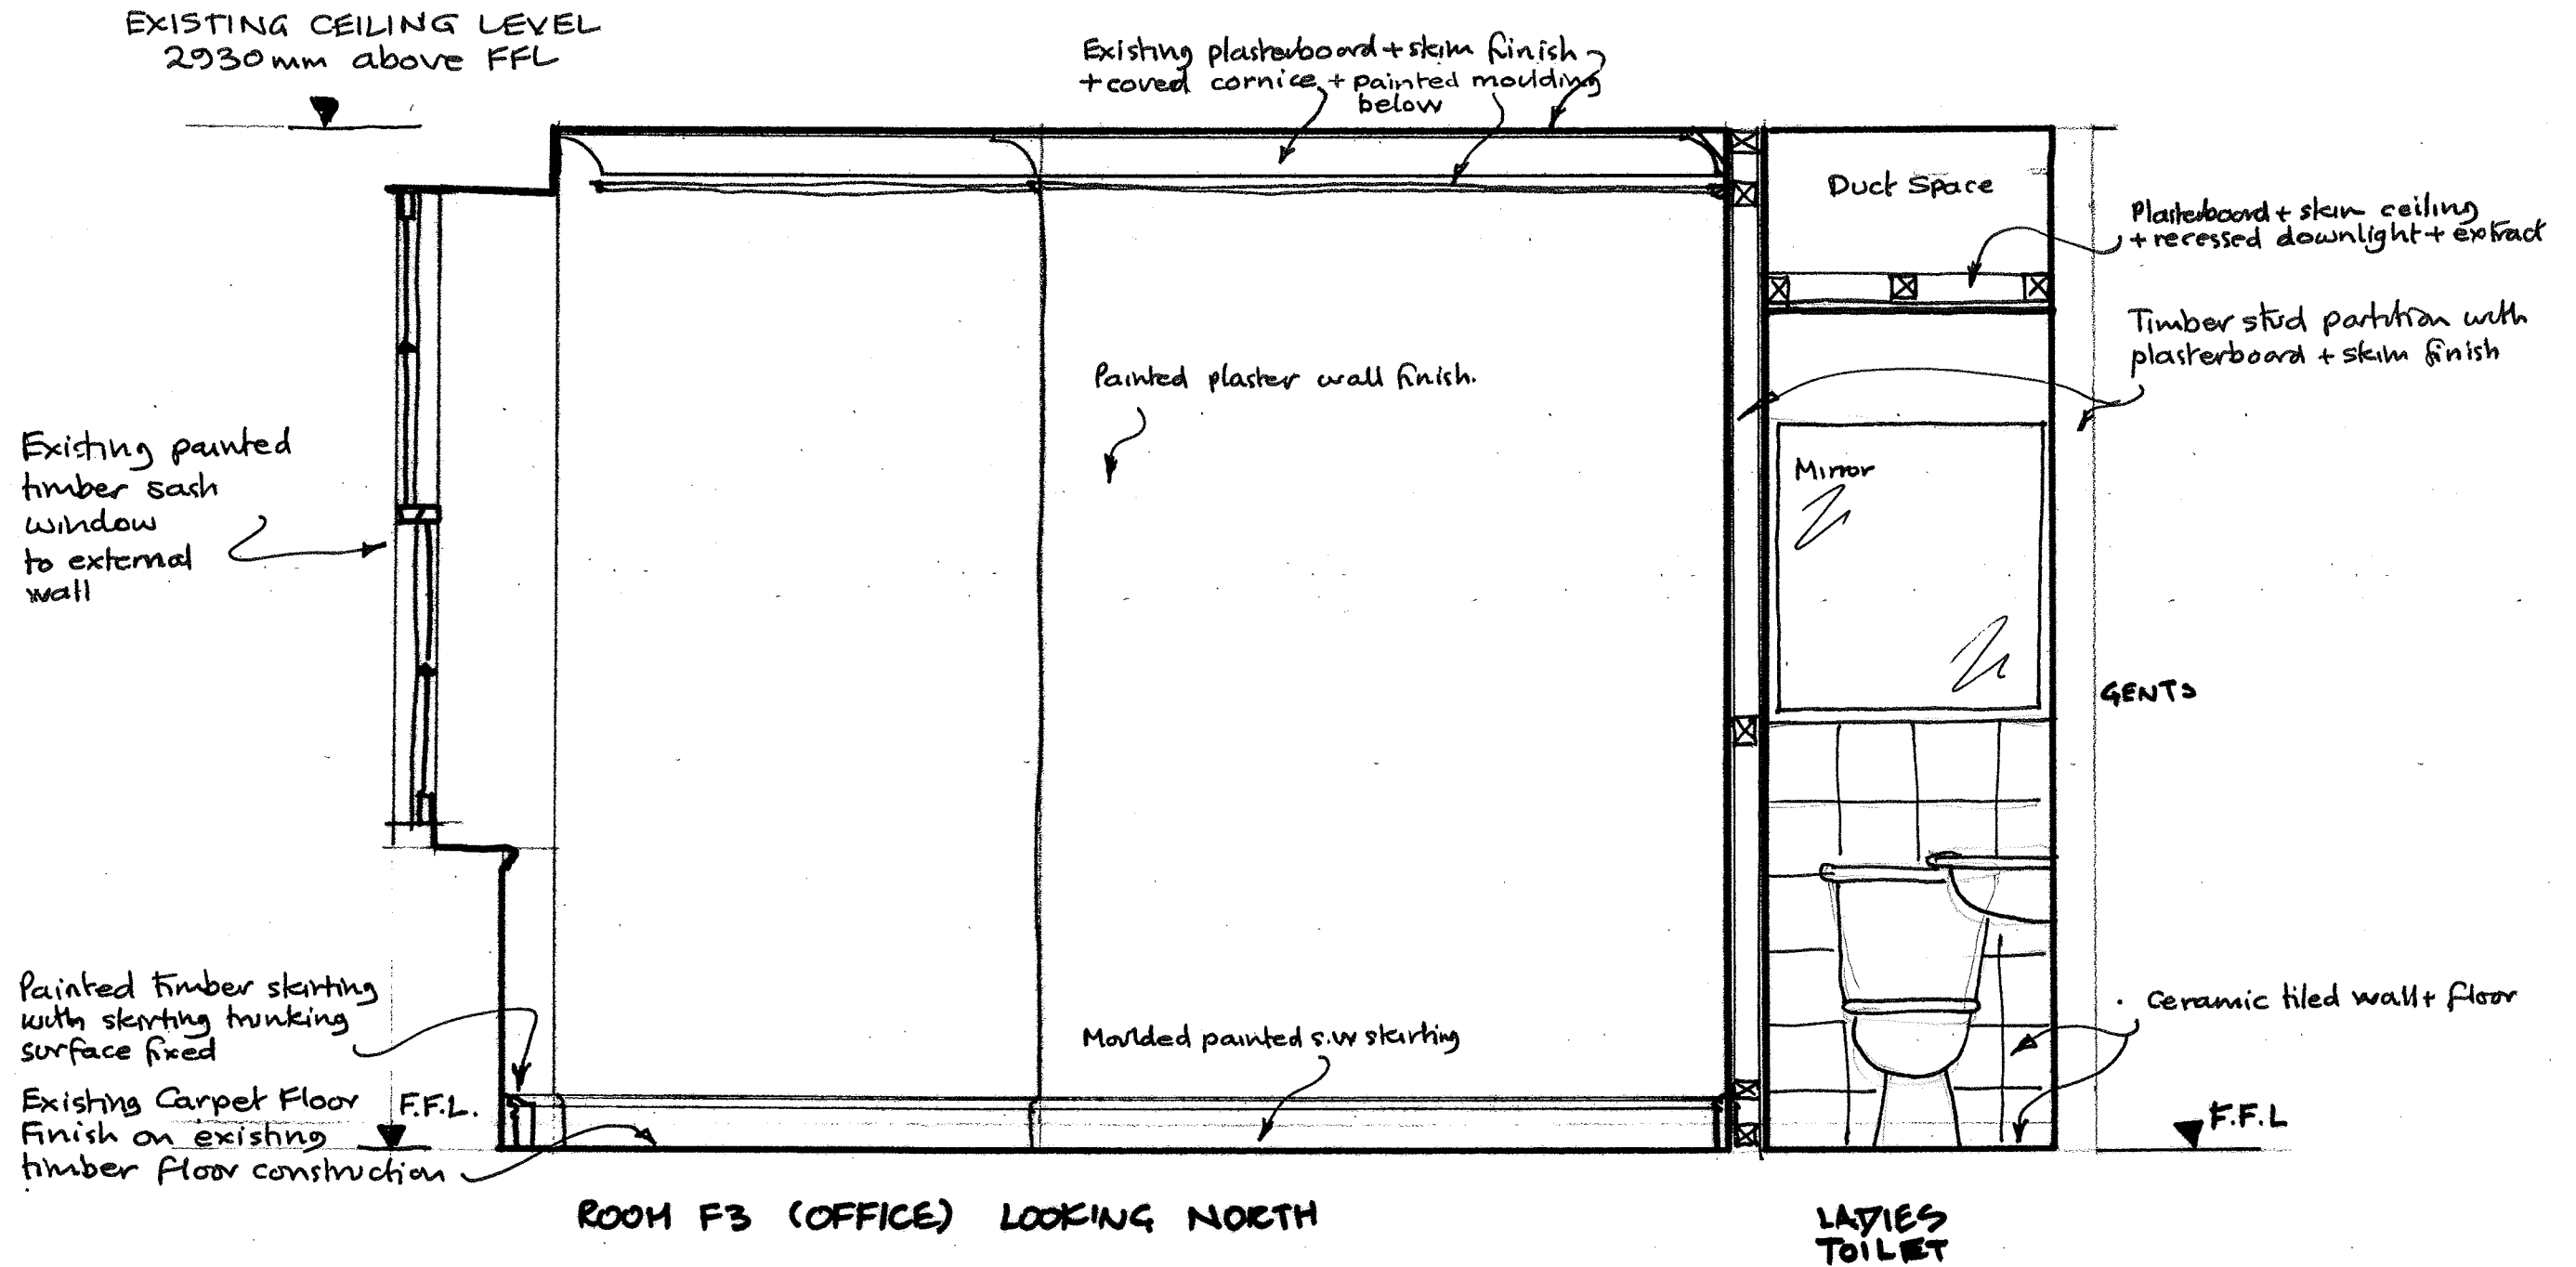 EXISTING CEILING LEVEL
2930mm above FFL
Existing plasterboard + skim finish
+ coved cornice + painted moulding
below
Duct Space
Plasterboard + skim ceiling
+ recessed downlight + extract
Timber stud partition with
plasterboard + skim finish
Painted plaster wall finish.
Existing painted
timber sash
window
to external
wall
Mirror
GENTS
Painted timber skirting
with skirting trunking
surface fixed
Ceramic tiled wall + floor
Moulded painted s.w skirting
Existing Carpet Floor
Finish on existing
timber floor construction
F.F.L.
F.F.L
ROOM F3 (OFFICE) LOOKING NORTH
LADIES
TOILET